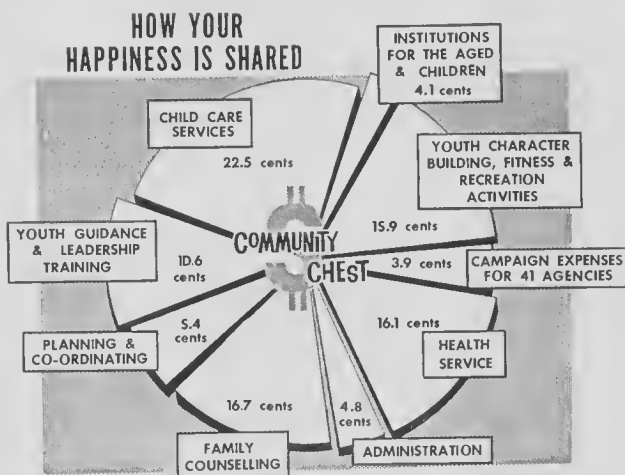 HOW YOUR
HAPPINESS IS SHARED
INSTITUTIONS
FOR THE AGED
& CHILDREN
4.1 cents
CHILD CARE
SERVICES
22.5 cents
YOUTH CHARACTER
BUILDING, FITNESS &
RECREATION
ACTIVITIES
15.9 cents
COMMUNITY
CHEST
YOUTH GUIDANCE
& LEADERSHIP
TRAINING
10.6
cents
3.9 cents
CAMPAIGN EXPENSES
FOR 41 AGENCIES
PLANNING &
CO-ORDINATING
5.4
cents
16.1 cents
HEALTH
SERVICE
16.7 cents
FAMILY
COUNSELLING
4.8
cents
ADMINISTRATION